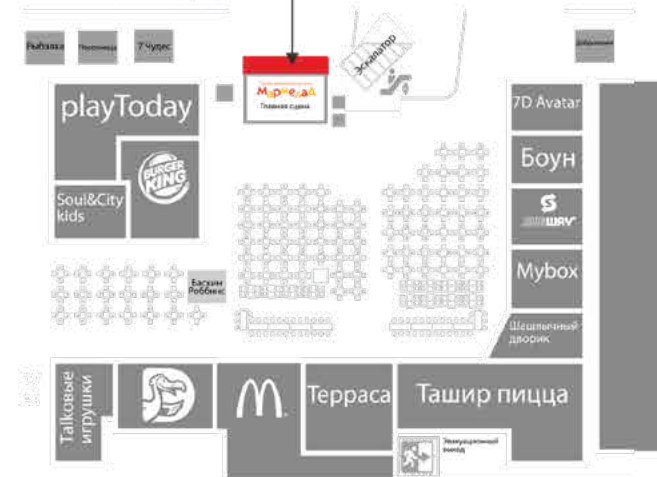 Рыбалка
7 чудес
Эскалатор
Мармелад
Главная сцена
playToday
BURGER
KING
Soul&City
kids
7D Avatar
Боун
SUBWAY
Mybox
Шашлычный
дворик
Баскин
Роббинс
Talkовые
игрушки
Терраса
Ташир пицца
Эвакуационный
выход